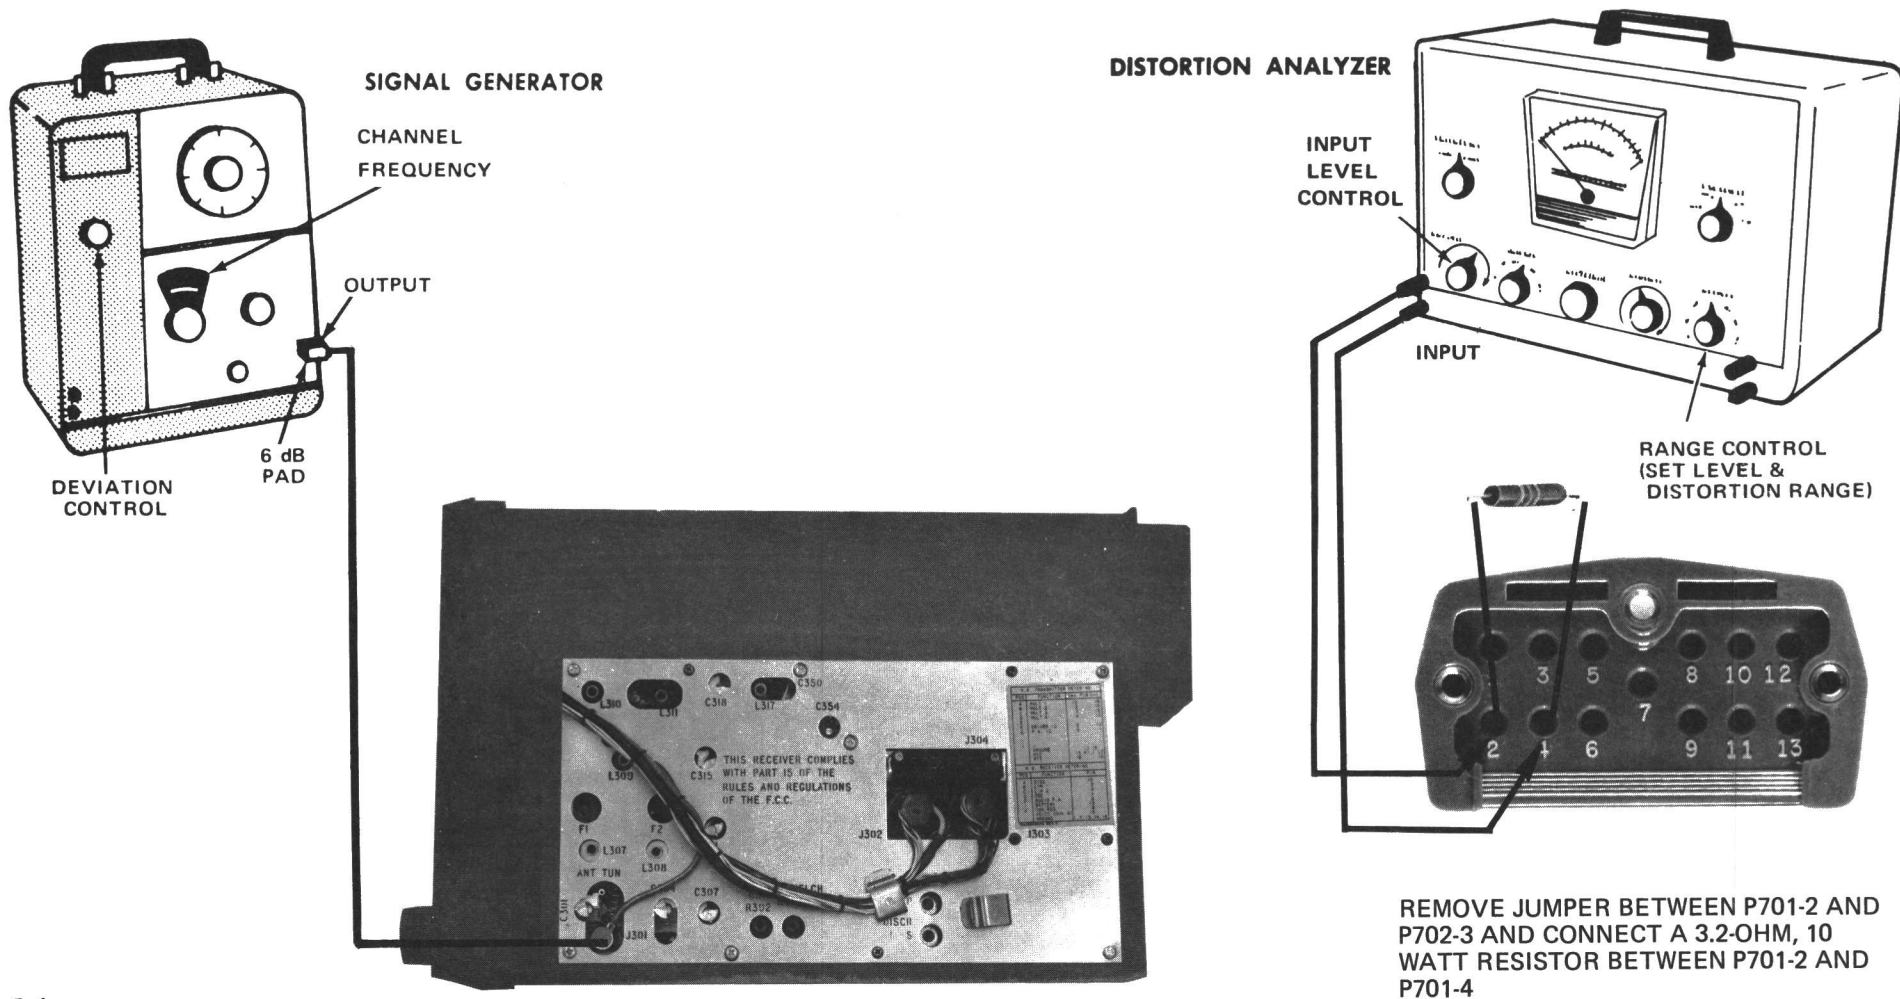 SIGNAL GENERATOR
CHANNEL
FREQUENCY
OUTPUT
6 dB
PAD
DEVIATION
CONTROL
DISTORTION ANALYZER
INPUT
LEVEL
CONTROL
INPUT
RANGE CONTROL
(SET LEVEL &
DISTORTION RANGE)
L310
L311
C318
L317
C350
C354
J304
L309
C315
THIS RECEIVER COMPLIES
WITH PART 15 OF THE
RULES AND REGULATIONS
OF THE F.C.C.
F1
F2
J302
J303
L307
L308
ANT TUN
C301
J301
C307
R302
DISCR
S
3 5 8 10 12
7
2 4 6 9 11 13
REMOVE JUMPER BETWEEN P701-2 AND
P702-3 AND CONNECT A 3.2-OHM, 10
WATT RESISTOR BETWEEN P701-2 AND
P701-4